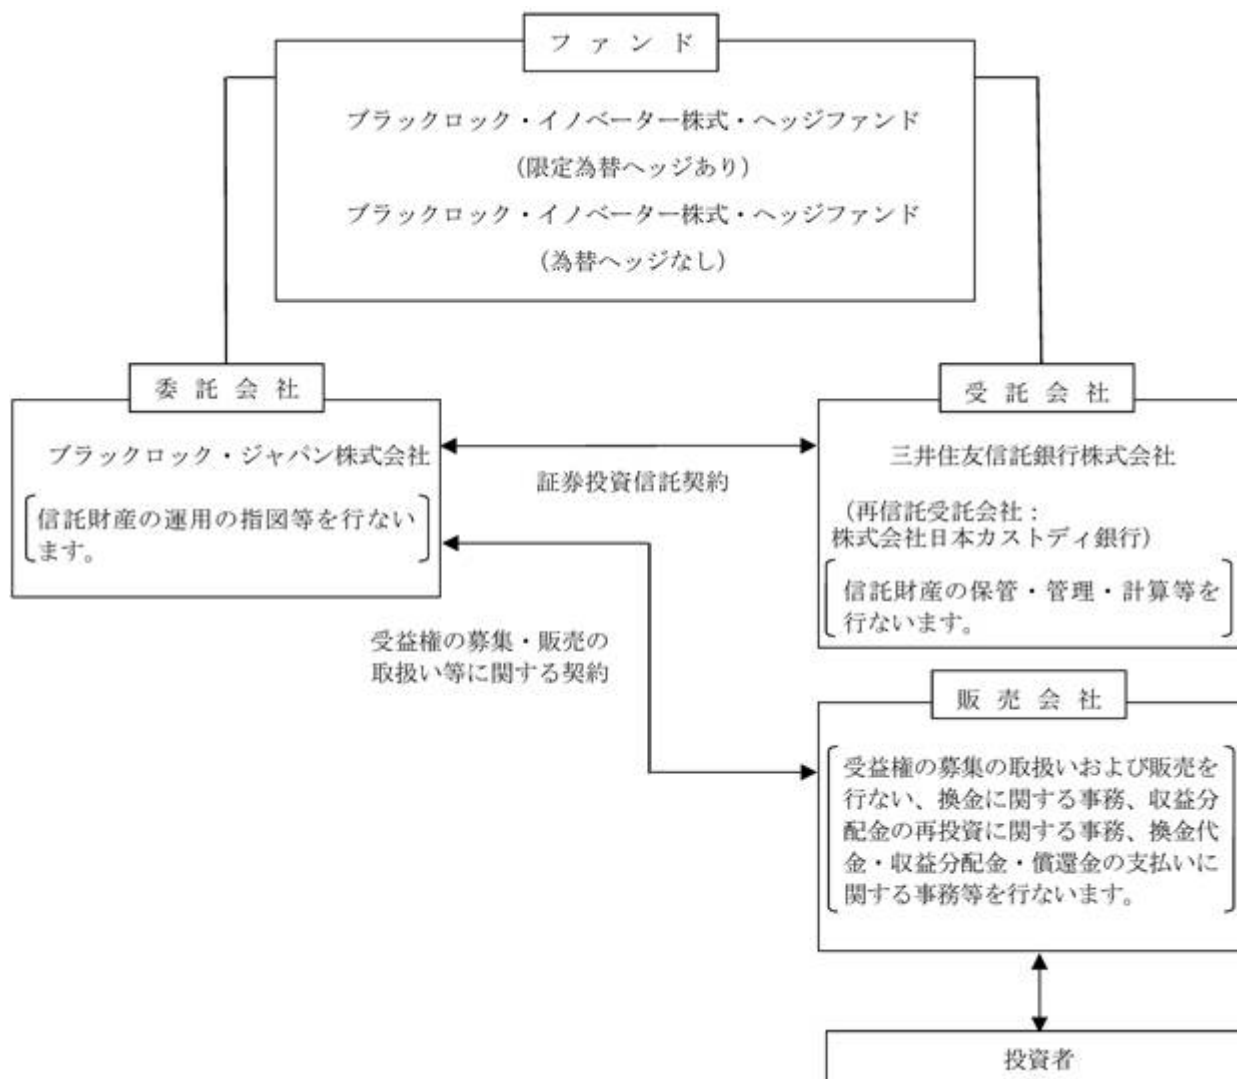 ファンド
ブラックロック・イノベーター株式・ヘッジファンド
（限定為替ヘッジあり）
ブラックロック・イノベーター株式・ヘッジファンド
（為替ヘッジなし）
委託会社
ブラックロック・ジャパン株式会社
信託財産の運用の指図等を行ない
ます。
証券投資信託契約
受託会社
三井住友信託銀行株式会社
（再信託受託会社：
株式会社日本カストディ銀行）
信託財産の保管・管理・計算等を
行ないます。
受益権の募集・販売の
取扱い等に関する契約
販売会社
受益権の募集の取扱いおよび販売を
行ない、換金に関する事務、収益分
配金の再投資に関する事務、換金代
金・収益分配金・償還金の支払いに
関する事務等を行ないます。
投資者